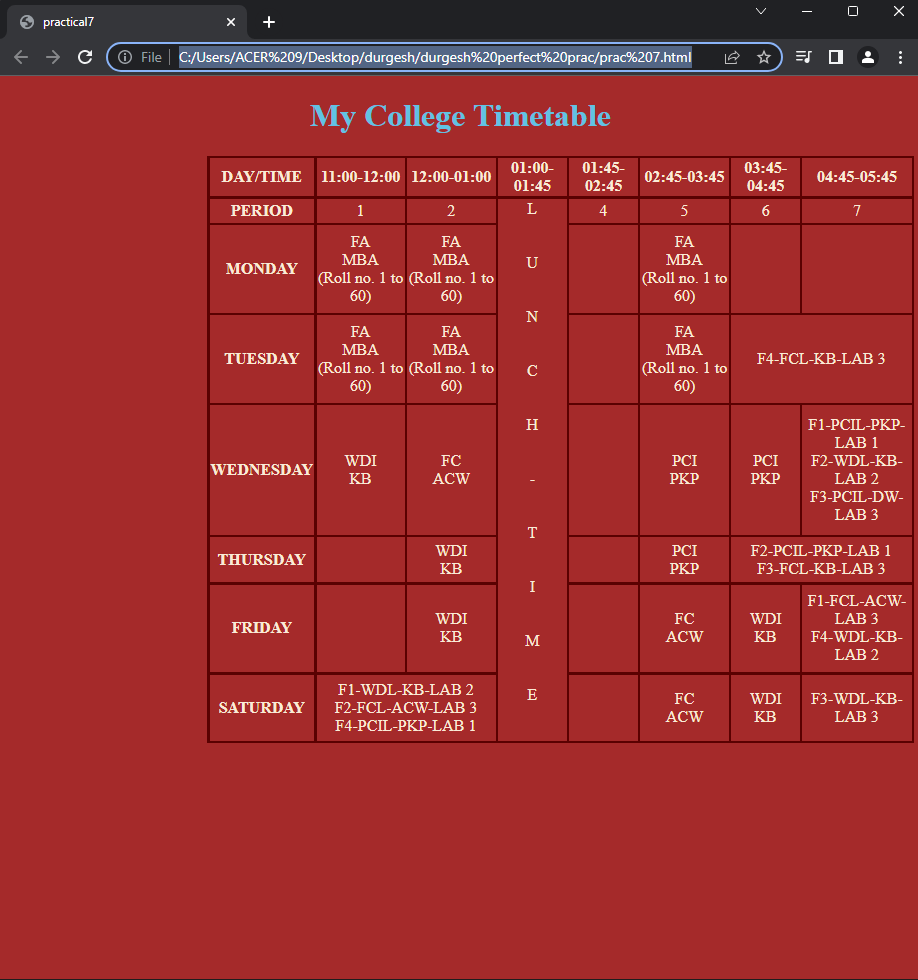 practical7
File
C:/Users/ACER%209/Desktop/durgesh/durgesh%20perfect%20prac/prac%207.html
My College Timetable
DAY/TIME 11:00-12:00 12:00-01:00 01:00-01:45 01:45-02:45 02:45-03:45 03:45-04:45 04:45-05:45
PERIOD 1 2 4 5 6 7
L
U
N
C
H
-
T
I
M
E
MONDAY
FA
MBA
(Roll no. 1 to
60)
FA
MBA
(Roll no. 1 to
60)
FA
MBA
(Roll no. 1 to
60)
TUESDAY
FA
MBA
(Roll no. 1 to
60)
FA
MBA
(Roll no. 1 to
60)
FA
MBA
(Roll no. 1 to
60)
F4-FCL-KB-LAB 3
WEDNESDAY
WDI
KB
FC
ACW
PCI
PKP
PCI
PKP
F1-PCIL-PKP-
LAB 1
F2-WDL-KB-
LAB 2
F3-PCIL-DW-
LAB 3
THURSDAY
WDI
KB
PCI
PKP
F2-PCIL-PKP-LAB 1
F3-FCL-KB-LAB 3
FRIDAY
WDI
KB
FC
ACW
WDI
KB
F1-FCL-ACW-
LAB 3
F4-WDL-KB-
LAB 2
SATURDAY
F1-WDL-KB-LAB 2
F2-FCL-ACW-LAB 3
F4-PCIL-PKP-LAB 1
FC
ACW
WDI
KB
F3-WDL-KB-
LAB 3